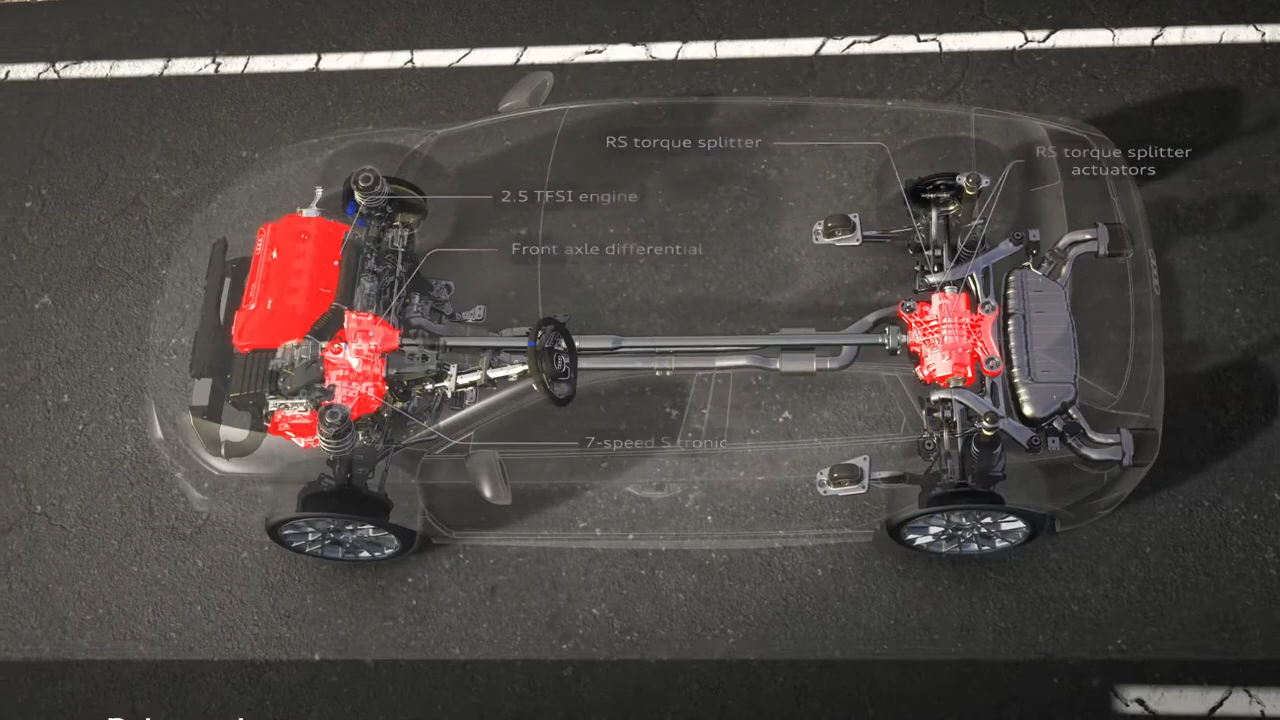 RS torque splitter
RS torque splitter
actuators
2.5 TFSI engine
Front axle differential
7-speed S tronic